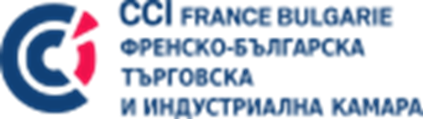 CCI FRANCE BULGARIE
ФРЕНСКО-БЪЛГАРСКА
ТЪРГОВСКА
И ИНДУСТРИАЛНА КАМАРА